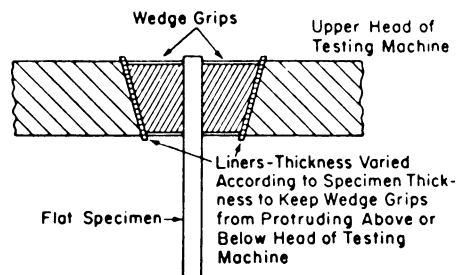 Wedge Grips
Upper Head of
Testing Machine
Liners-Thickness Varied
According to Specimen Thick-
ness to Keep Wedge Grips
from Protruding Above or
Below Head of Testing
Machine
Flat Specimen